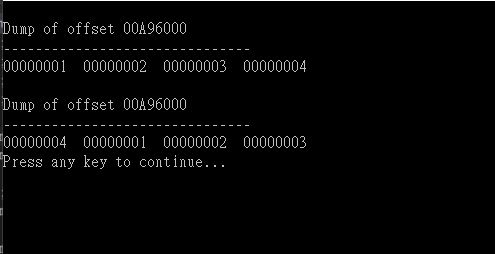 Dump of offset 00A96000
-------------------------------
00000001  00000002  00000003  00000004
Dump of offset 00A96000
-------------------------------
00000004  00000001  00000002  00000003
Press any key to continue...